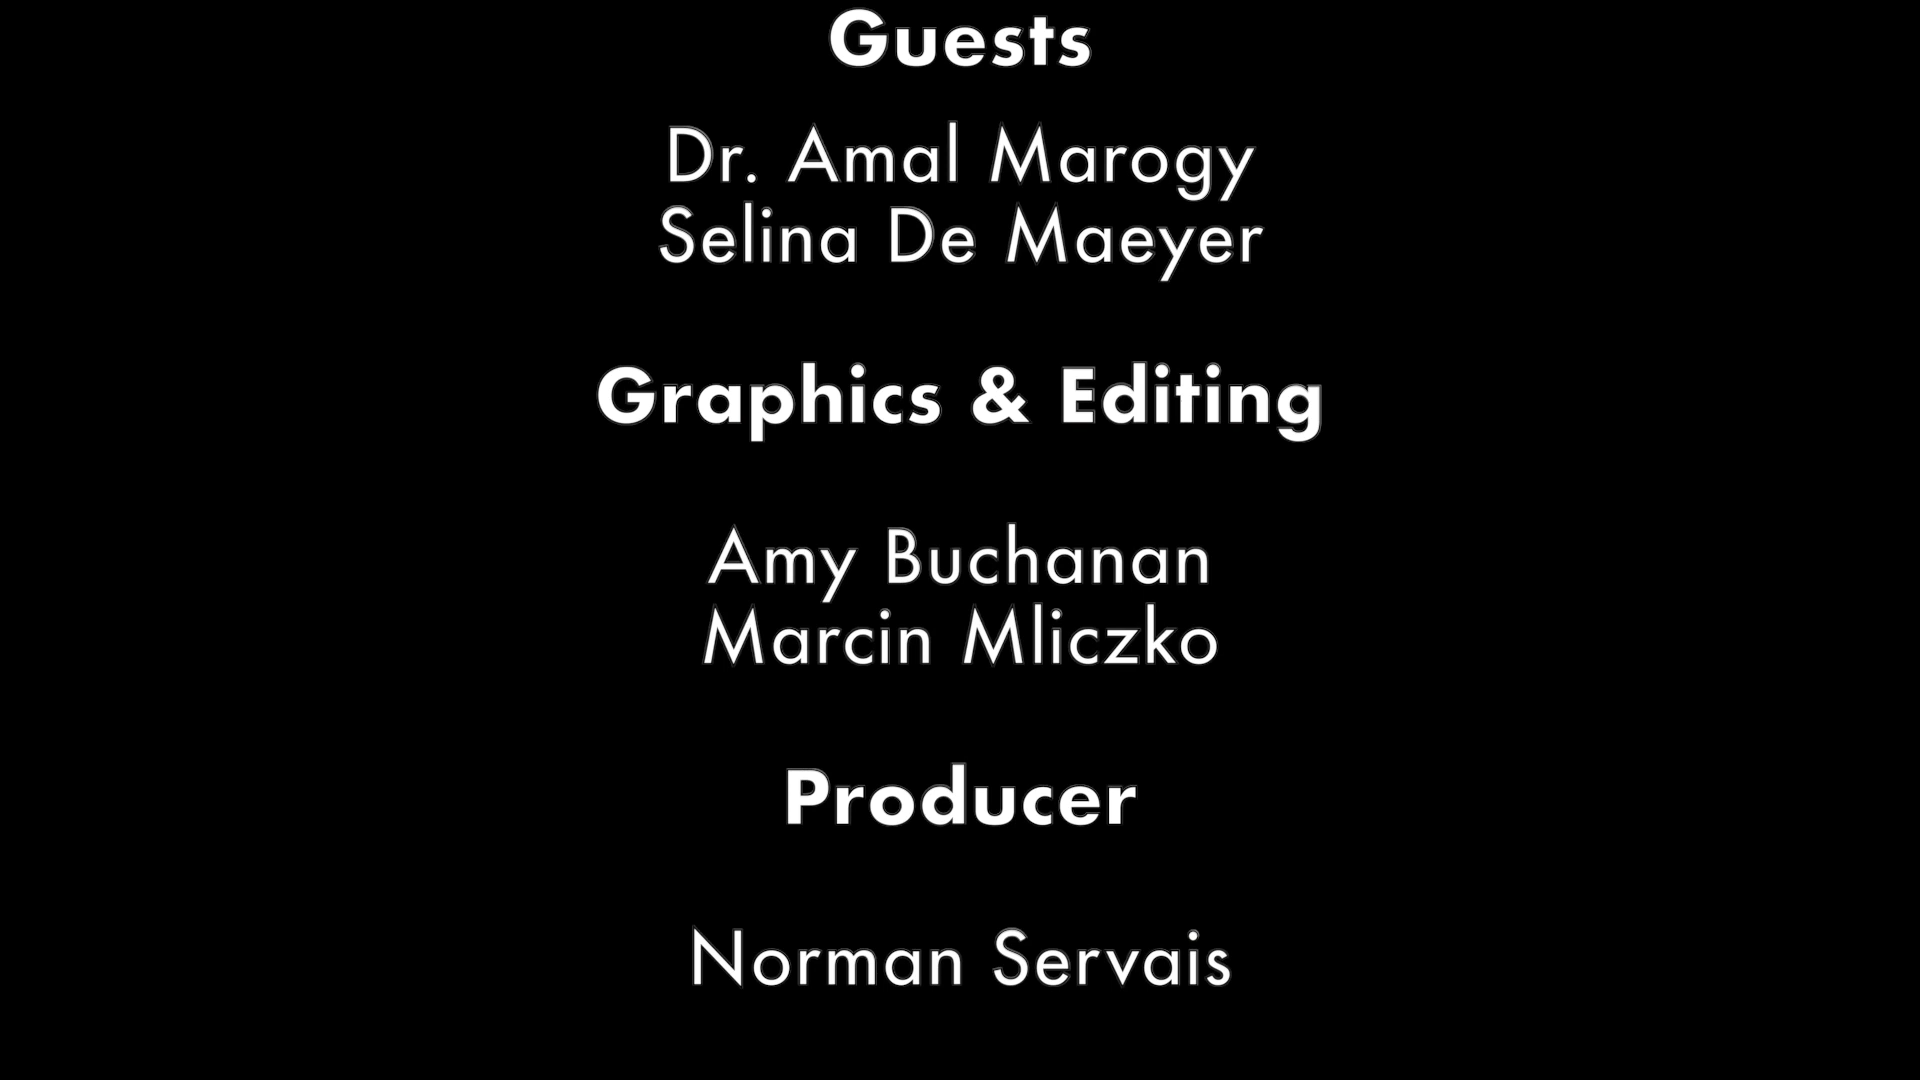 Guests
Dr. Amal Marogy
Selina De Maeyer
Graphics & Editing
Amy Buchanan
Marcin Mliczko
Producer
Norman Servais